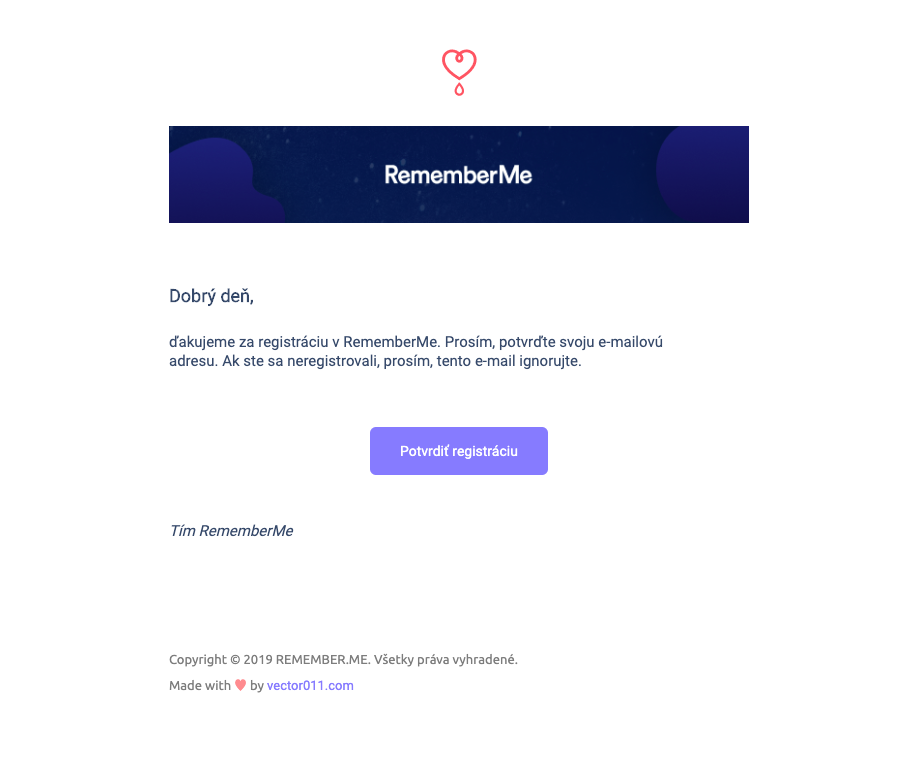 RememberMe
Dobrý deň,
ďakujeme za registráciu v RememberMe. Prosím, potvrďte svoju e-mailovú
adresu. Ak ste sa neregistrovali, prosím, tento e-mail ignorujte.
Potvrdiť registráciu
Tím RememberMe
Copyright © 2019 REMEMBER.ME. Všetky práva vyhradené.
Made with ♥ by vector011.com